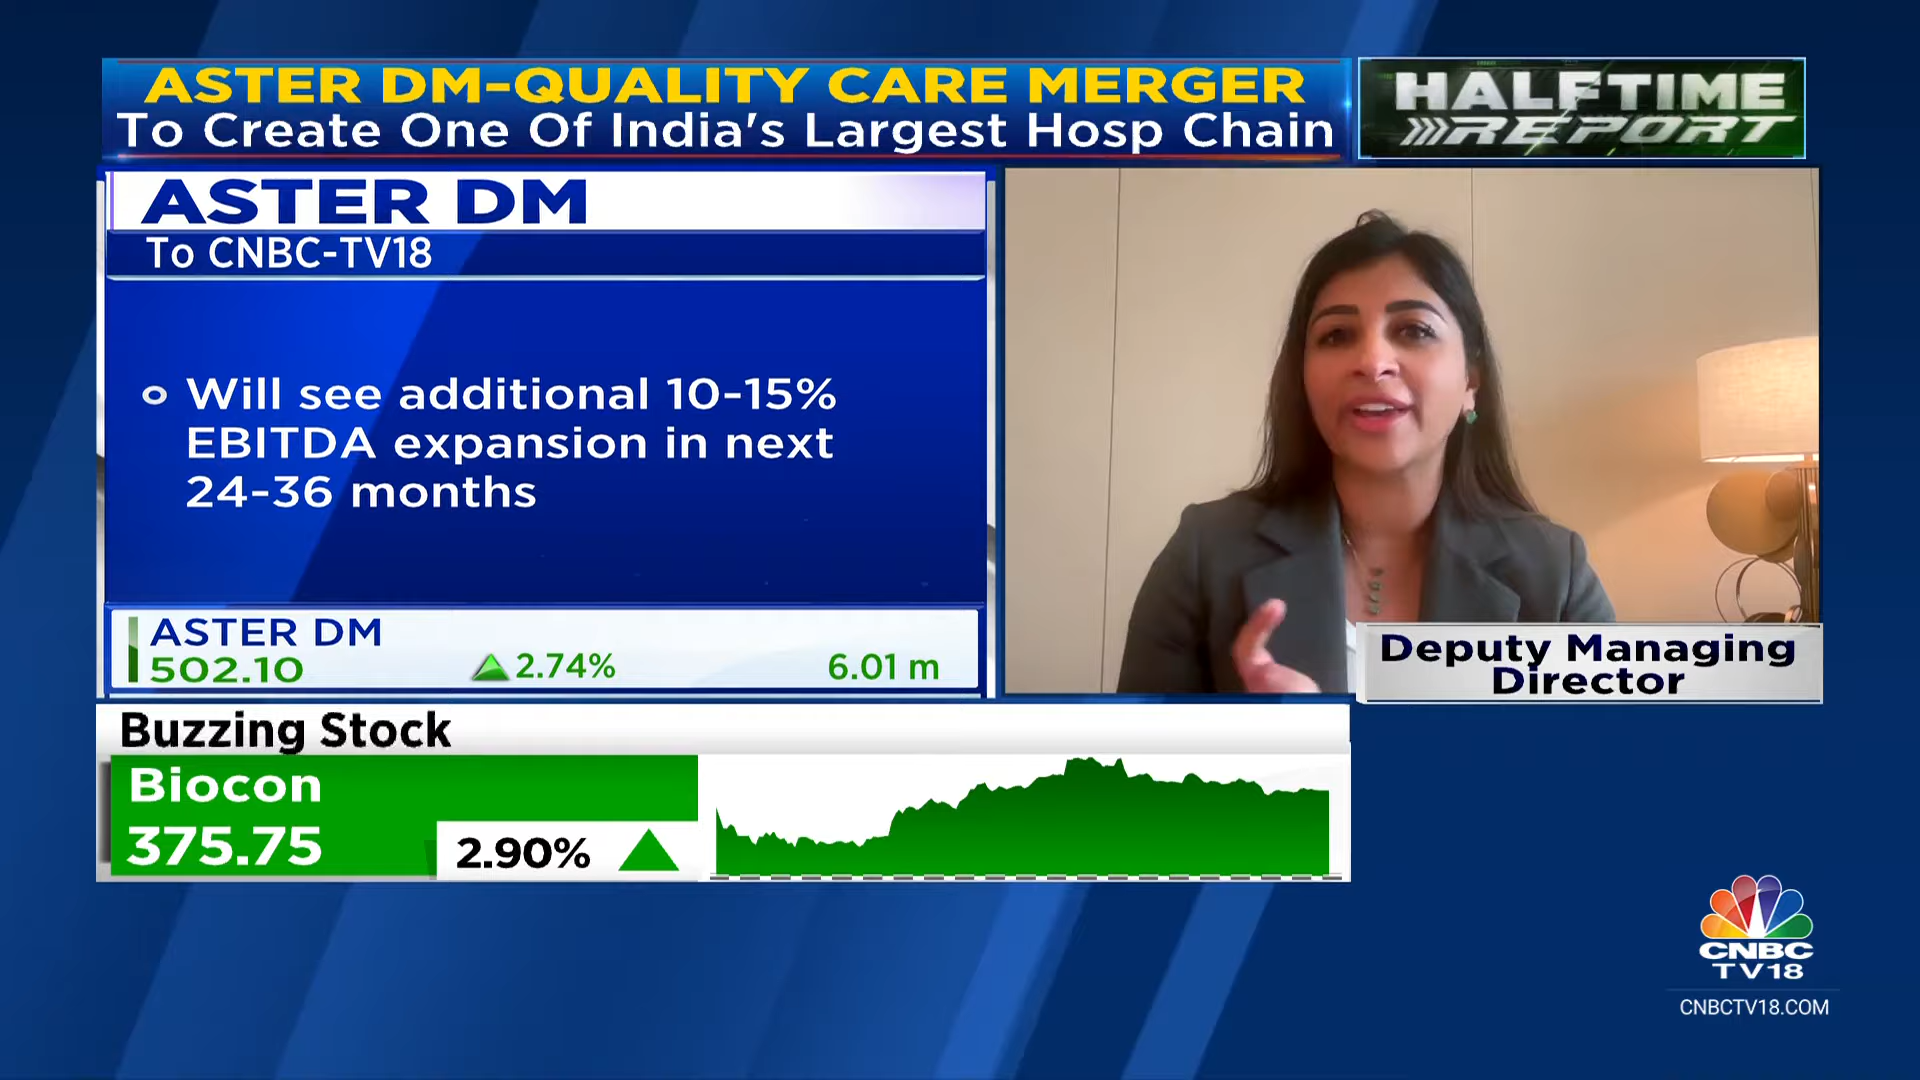 ASTER DM-QUALITY CARE MERGER
To Create One Of India's Largest Hosp Chain
HALFTIME
REPORT
ASTER DM
To CNBC-TV18
Will see additional 10-15%
EBITDA expansion in next
24-36 months
ASTER DM
502.10 2.74% 6.01 m
Deputy Managing
Director
Buzzing Stock
Biocon
375.75
2.90%
CNBC
TV18
CNBCTV18.COM